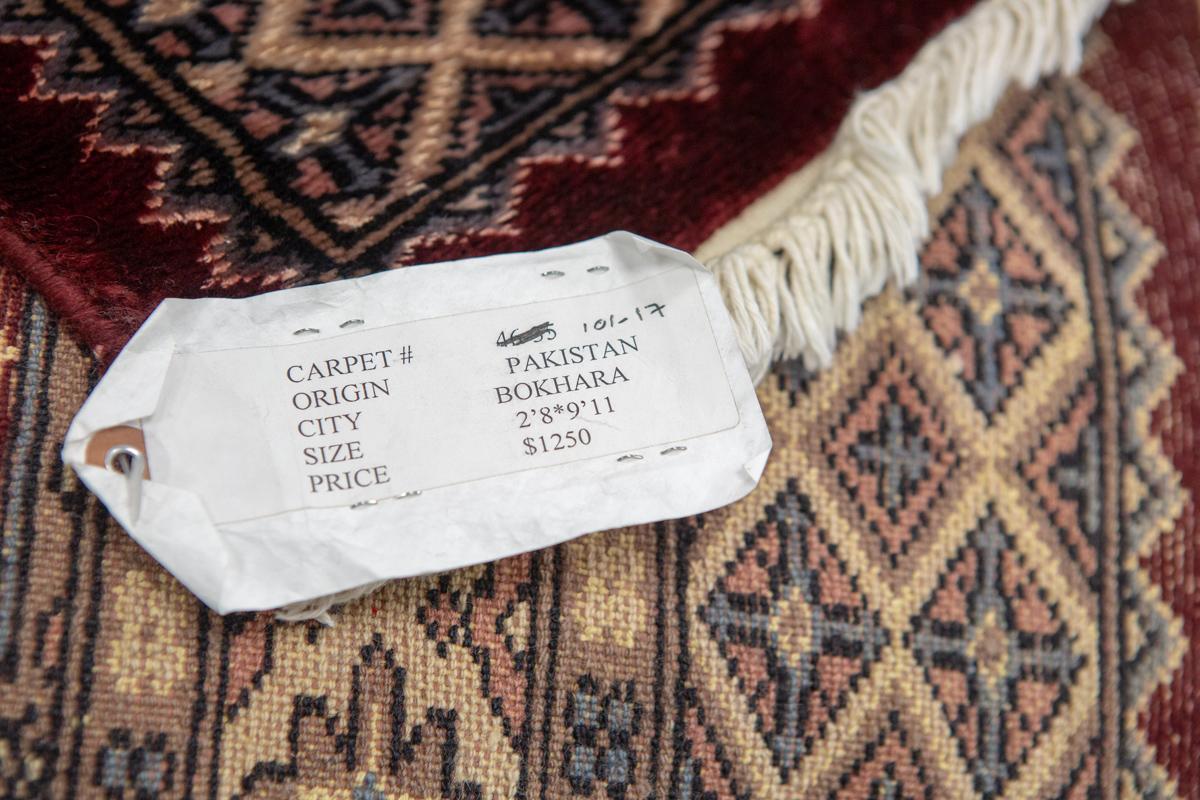 CARPET # 101-17
ORIGIN PAKISTAN
CITY BOKHARA
SIZE 2'8*9'11
PRICE $1250